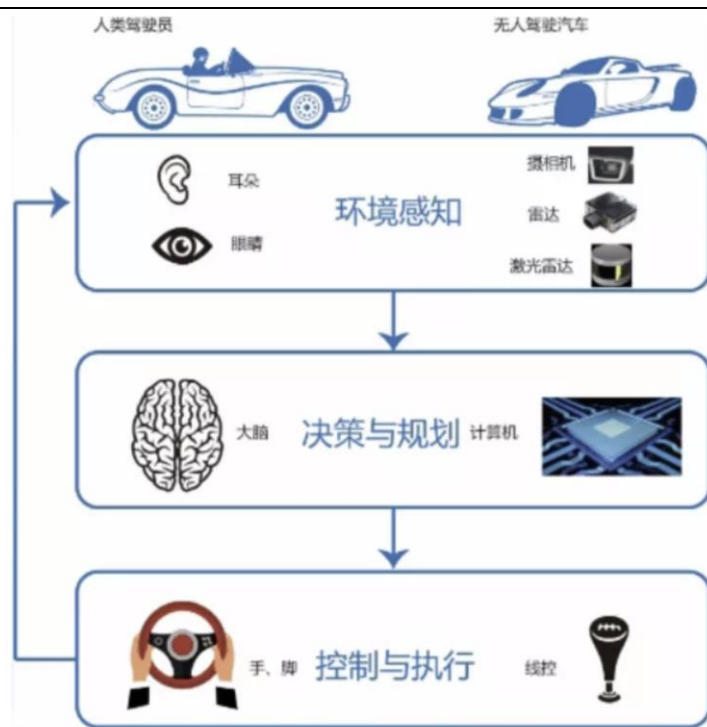 人类驾驶员
无人驾驶汽车
耳朵
眼睛
环境感知
摄相机
雷达
激光雷达
大脑
决策与规划
计算机
手、脚
控制与执行
线控